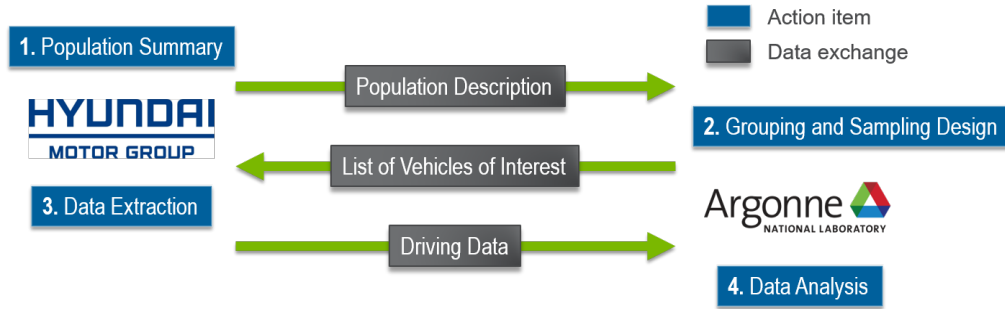 Action item
1. Population Summary
Data exchange
Population Description
HYUNDAI
MOTOR GROUP
2. Grouping and Sampling Design
List of Vehicles of Interest
3. Data Extraction
Argonne
NATIONAL LABORATORY
Driving Data
4. Data Analysis